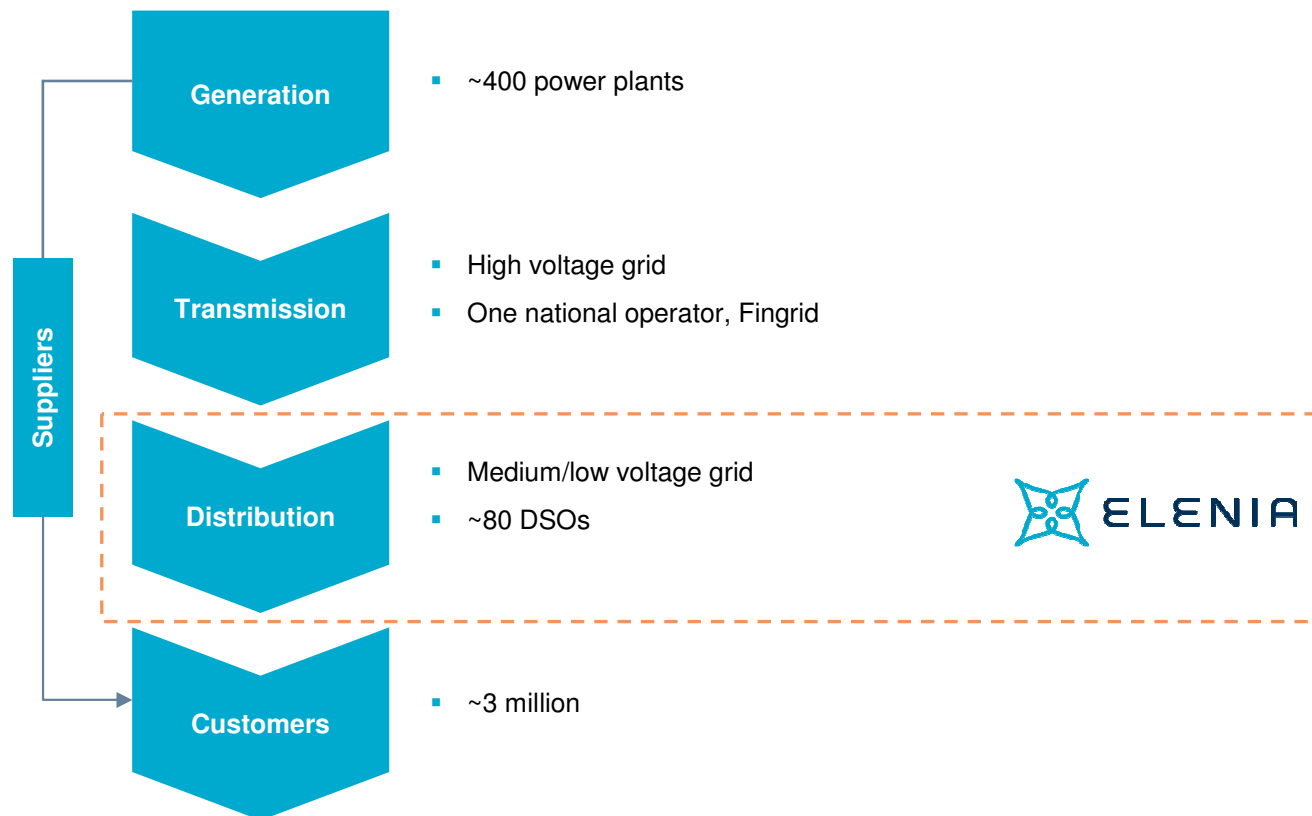 Generation
▪ ~400 power plants
Suppliers
Transmission
▪ High voltage grid
▪ One national operator, Fingrid
Distribution
▪ Medium/low voltage grid
▪ ~80 DSOs
ELENIA
Customers
▪ ~3 million